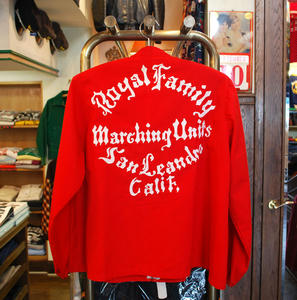 Royal Family
Marching Units
San Leandro
Calif.